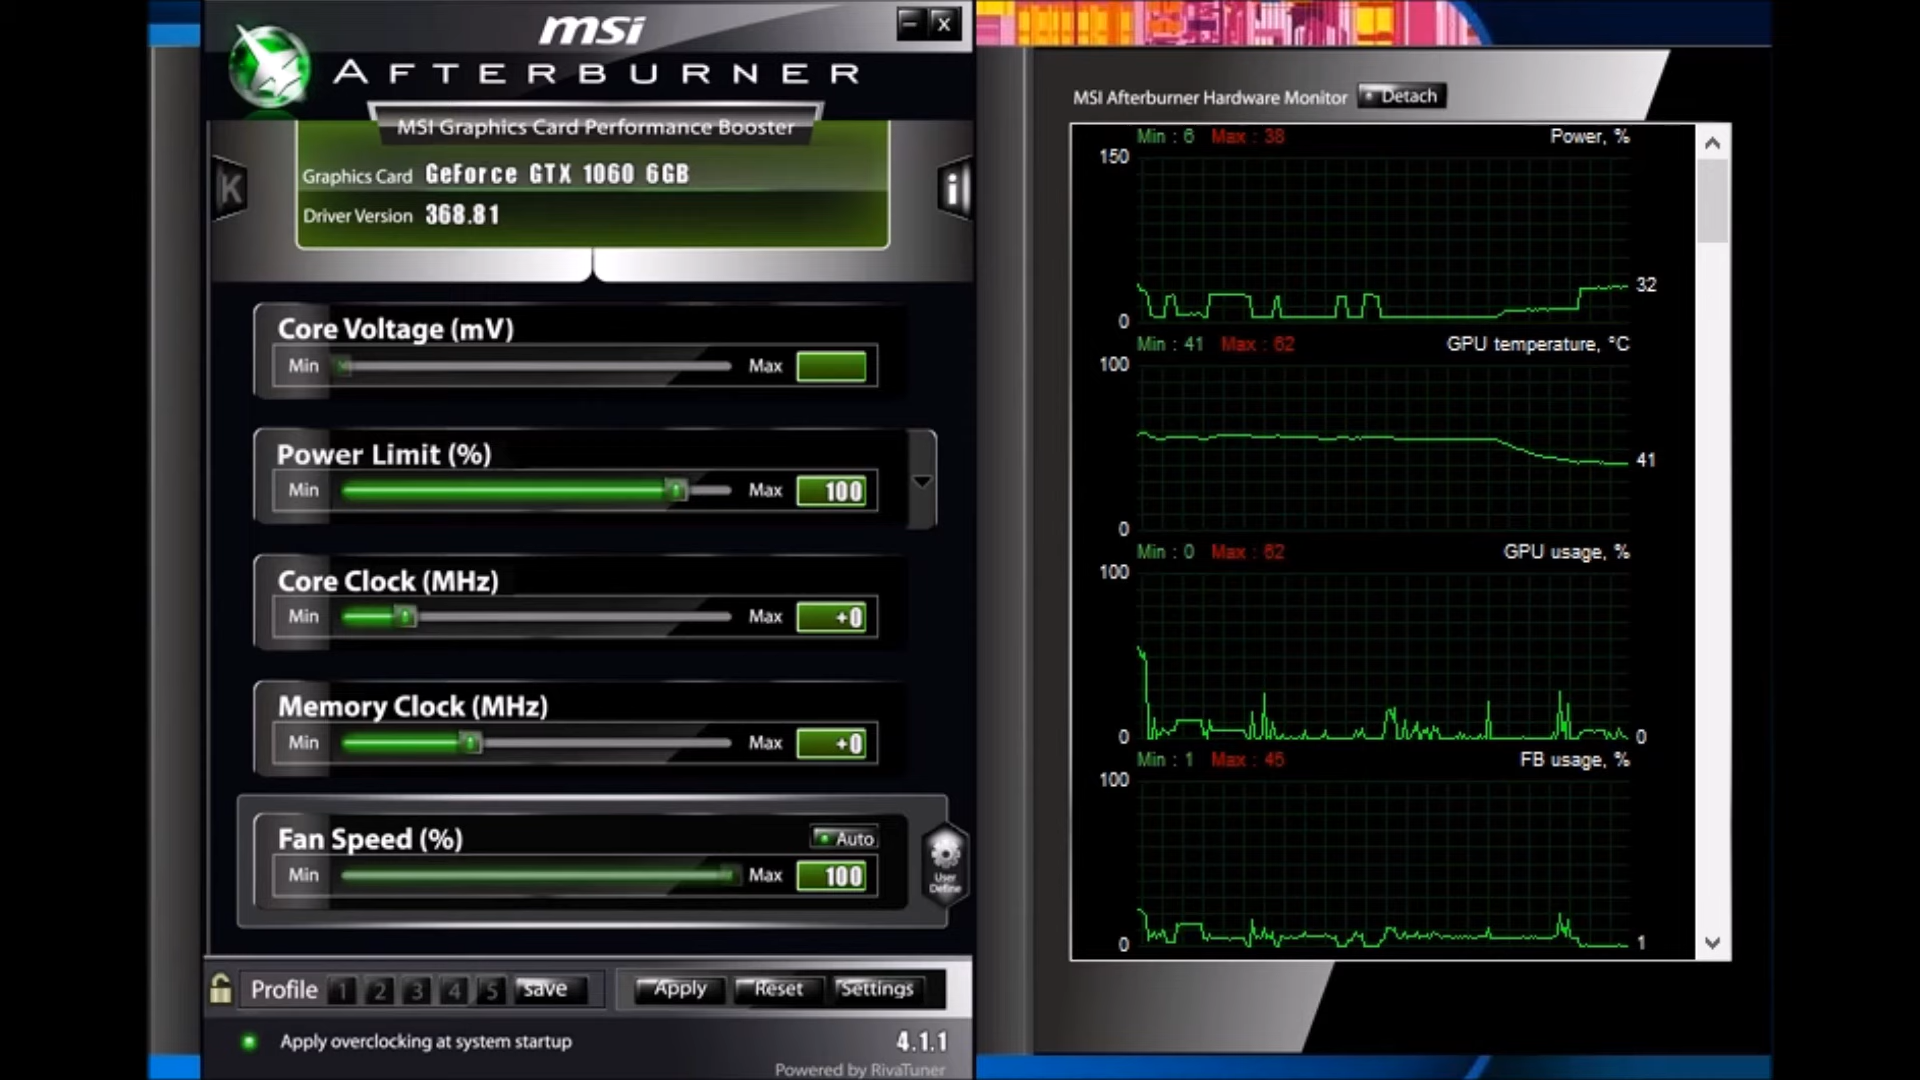 msi
AFTERBURNER
MSI Graphics Card Performance Booster
K
Graphics Card GeForce GTX 1060 6GB
i
Driver Version 368.81
Core Voltage (mV)
Min Max
Power Limit (%)
Min Max 100
Core Clock (MHz)
Min Max +0
Memory Clock (MHz)
Min Max +0
Fan Speed (%) Auto
Min Max 100
User
Define
Profile 1 2 3 4 5 save Apply Reset Settings
Apply overclocking at system startup 4.1.1
Powered by RivaTuner
MSI Afterburner Hardware Monitor Detach
Min : 6 Max : 38 Power, %
150
32
0
Min : 41 Max : 62 GPU temperature, °C
100
41
0
Min : 0 Max : 62 GPU usage, %
100
0 0
Min : 1 Max : 45 FB usage, %
100
0 1